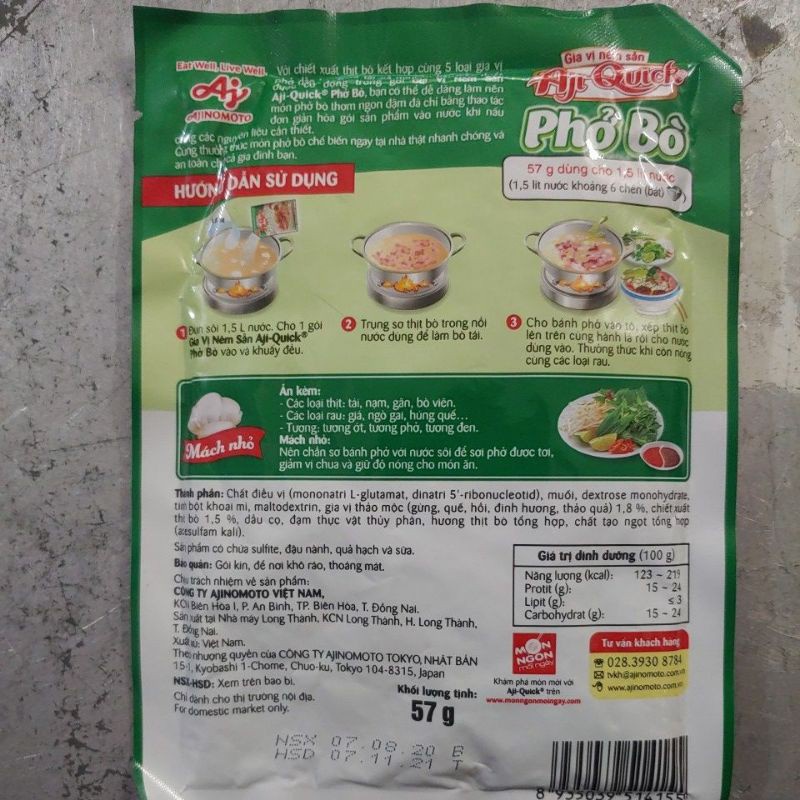 Eat Well, Live Well.
Aj
AJINOMOTO
Với chiết xuất thịt bò kết hợp cùng 5 loại gia vị
trong gói Gia Vị Nêm Sẵn
Aji-Quick® Phở Bò, bạn có thể dễ dàng làm nên
món phở bò thơm ngon đậm đà chỉ bằng thao tác
đơn giản hòa gói sản phẩm vào nước khi nấu
cùng các nguyên liệu cần thiết.
Cùng thưởng thức món phở bò chế biến ngay tại nhà thật nhanh chóng và
an toàn cho cả gia đình bạn.
Gia vị nêm sẵn
Aji-Quick®
Phở Bò
57 g dùng cho 1,5 lít nước
(1,5 lít nước khoảng 6 chén (bát))
HƯỚNG DẪN SỬ DỤNG
1 Đun sôi 1,5 L nước. Cho 1 gói
Gia Vị Nêm Sẵn Aji-Quick®
Phở Bò vào và khuấy đều.
2 Trụng sơ thịt bò trong nồi
nước dùng để làm bò tái.
3 Cho bánh phở vào tô, xếp thịt bò
lên trên cùng hành lá rồi cho nước
dùng vào. Thưởng thức khi còn nóng
cùng các loại rau.
Mách nhỏ
Ăn kèm:
- Các loại thịt: tái, nạm, gân, bò viên.
- Các loại rau: giá, ngò gai, húng quế...
- Tương: tương ớt, tương phở, tương đen.
Mách nhỏ:
Nên chần sơ bánh phở với nước sôi để sợi phở được tơi,
giảm vị chua và giữ độ nóng cho món ăn.
Thành phần: Chất điều vị (mononatri L-glutamat, dinatri 5'-ribonucleotid), muối, dextrose monohydrate,
tinh bột khoai mì, maltodextrin, gia vị thảo mộc (gừng, quế, hồi, đinh hương, thảo quả) 1,8 %, chiết xuất
thịt bò 1,5 %, dầu cọ, đạm thực vật thủy phân, hương thịt bò tổng hợp, chất tạo ngọt tổng hợp
(acesulfam kali).
Sản phẩm có chứa sulfite, đậu nành, quả hạch và sữa.
Bảo quản: Gói kín, để nơi khô ráo, thoáng mát.
Chịu trách nhiệm về sản phẩm:
CÔNG TY AJINOMOTO VIỆT NAM,
KCN Biên Hòa I, P. An Bình, TP. Biên Hòa, T. Đồng Nai.
Sản xuất tại Nhà máy Long Thành, KCN Long Thành, H. Long Thành,
T. Đồng Nai.
Xuất xứ: Việt Nam.
Theo nhượng quyền của CÔNG TY AJINOMOTO TOKYO, NHẬT BẢN
15-1, Kyobashi 1-Chome, Chuo-ku, Tokyo 104-8315, Japan
NSX-HSD: Xem trên bao bì.
Chỉ dành cho thị trường nội địa.
For domestic market only.
Giá trị dinh dưỡng (100 g)
Năng lượng (kcal): 123 ~ 219
Protit (g): 15 ~ 24
Lipit (g): ≤ 3
Carbohydrat (g): 15 ~ 24
MÓN
NGON
mỗi ngày
Khám phá món mới với
Aji-Quick® trên
www.monngonmoingay.com
Tư vấn khách hàng
028.3930 8784
tvkh@ajinomoto.com.vn
www.ajinomoto.com.vn
Khối lượng tịnh:
57 g
NSX 07.08.20 B
HSD 07.11.21 T